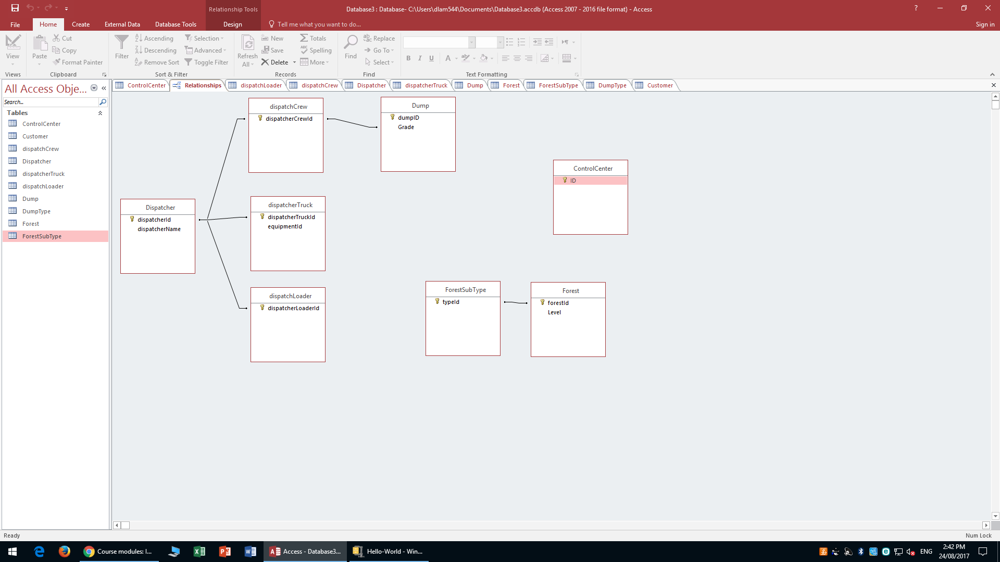 Relationship Tools
Database3 : Database- C:\Users\dlam544\Documents\Database3.accdb (Access 2007 - 2016 file format) - Access
?
File
Home
Create
External Data
Database Tools
Design
Tell me what you want to do...
Sign in
View
Paste
Cut
Copy
Format Painter
Filter
Ascending
Descending
Remove Sort
Selection
Advanced
Toggle Filter
Refresh
All
New
Save
Delete
Totals
Spelling
More
Find
Replace
Go To
Select
B I U A
Views
Clipboard
Sort & Filter
Records
Find
Text Formatting
All Access Obje...
Search...
Tables
ControlCenter
Customer
dispatchCrew
Dispatcher
dispatcherTruck
dispatchLoader
Dump
DumpType
Forest
ForestSubType
ControlCenter
Relationships
dispatchLoader
dispatchCrew
Dispatcher
dispatcherTruck
Dump
Forest
ForestSubType
DumpType
Customer
dispatchCrew
dispatcherCrewId
Dump
dumpID
Grade
ControlCenter
ID
Dispatcher
dispatcherId
dispatcherName
dispatcherTruck
dispatcherTruckId
equipmentId
dispatchLoader
dispatcherLoaderId
ForestSubType
typeId
Forest
forestId
Level
Ready
Num Lock
Course modules: I...
Access - Database3...
Hello-World - Win...
ENG
2:42 PM
24/08/2017